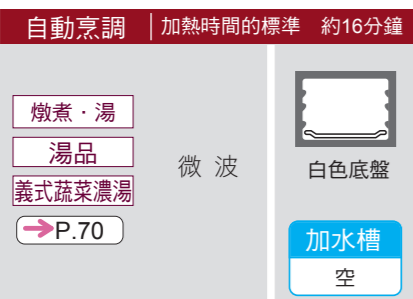 自動烹調 加熱時間的標準 約16分鐘
燉煮·湯
湯品
義式蔬菜濃湯
→P.70
微波
白色底盤
加水槽
空